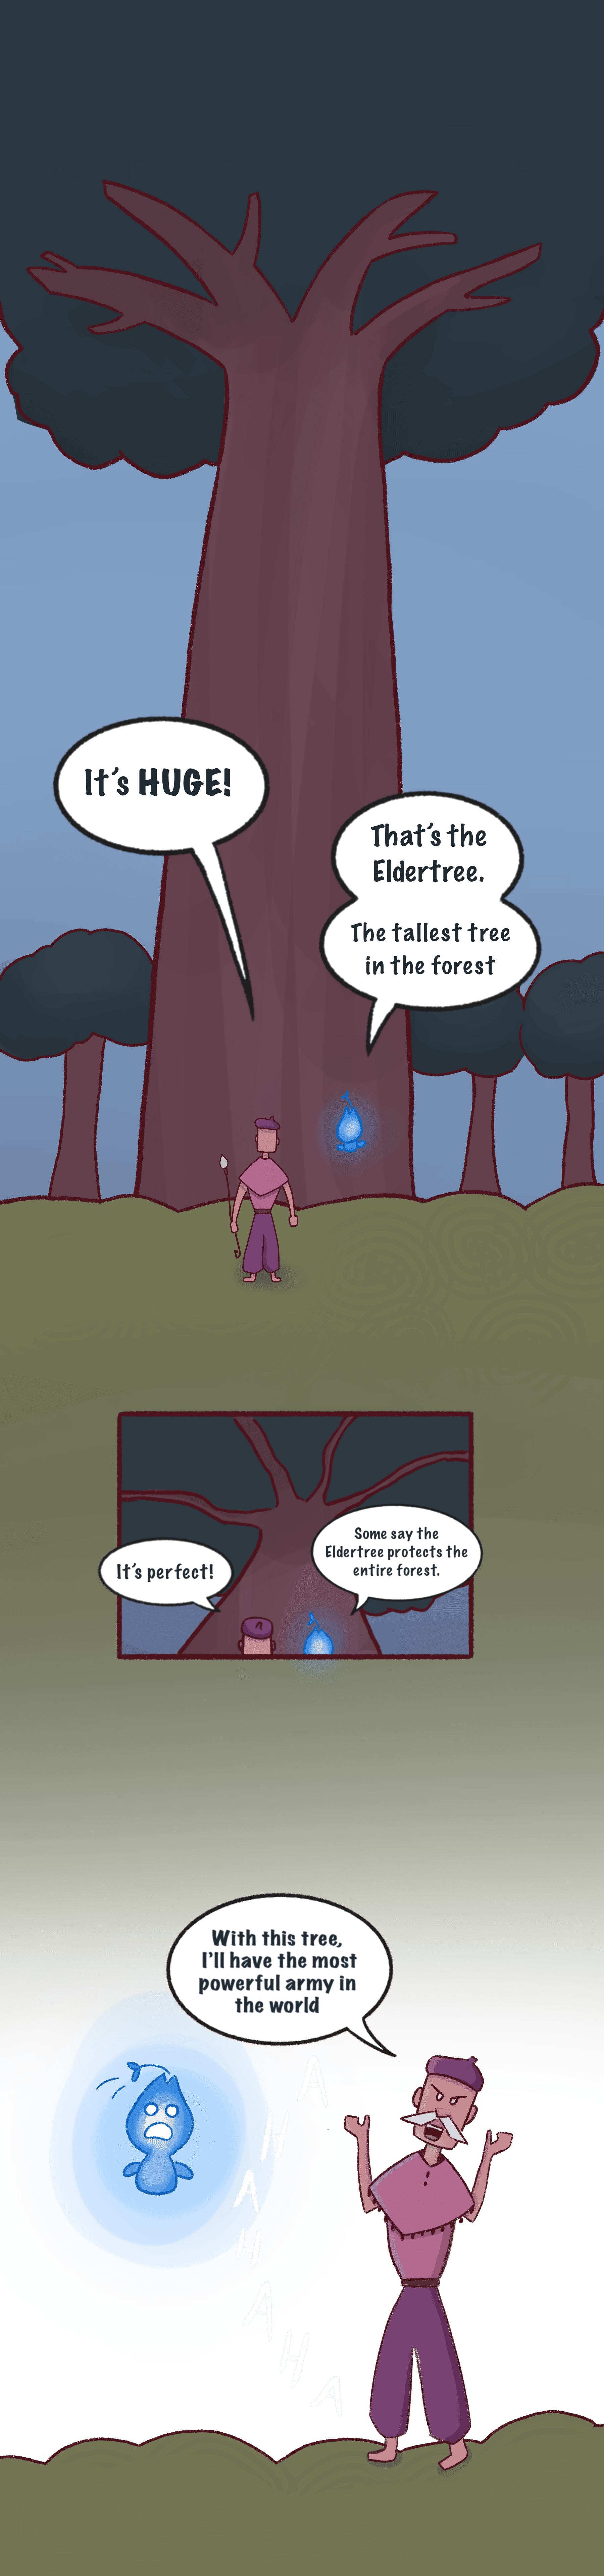 It's HUGE!
That's the
Eldertree.
The tallest tree
in the forest
It's perfect!
Some say the
Eldertree protects the
entire forest.
With this tree,
I'll have the most
powerful army in
the world
A
H
A
H
A
H
A